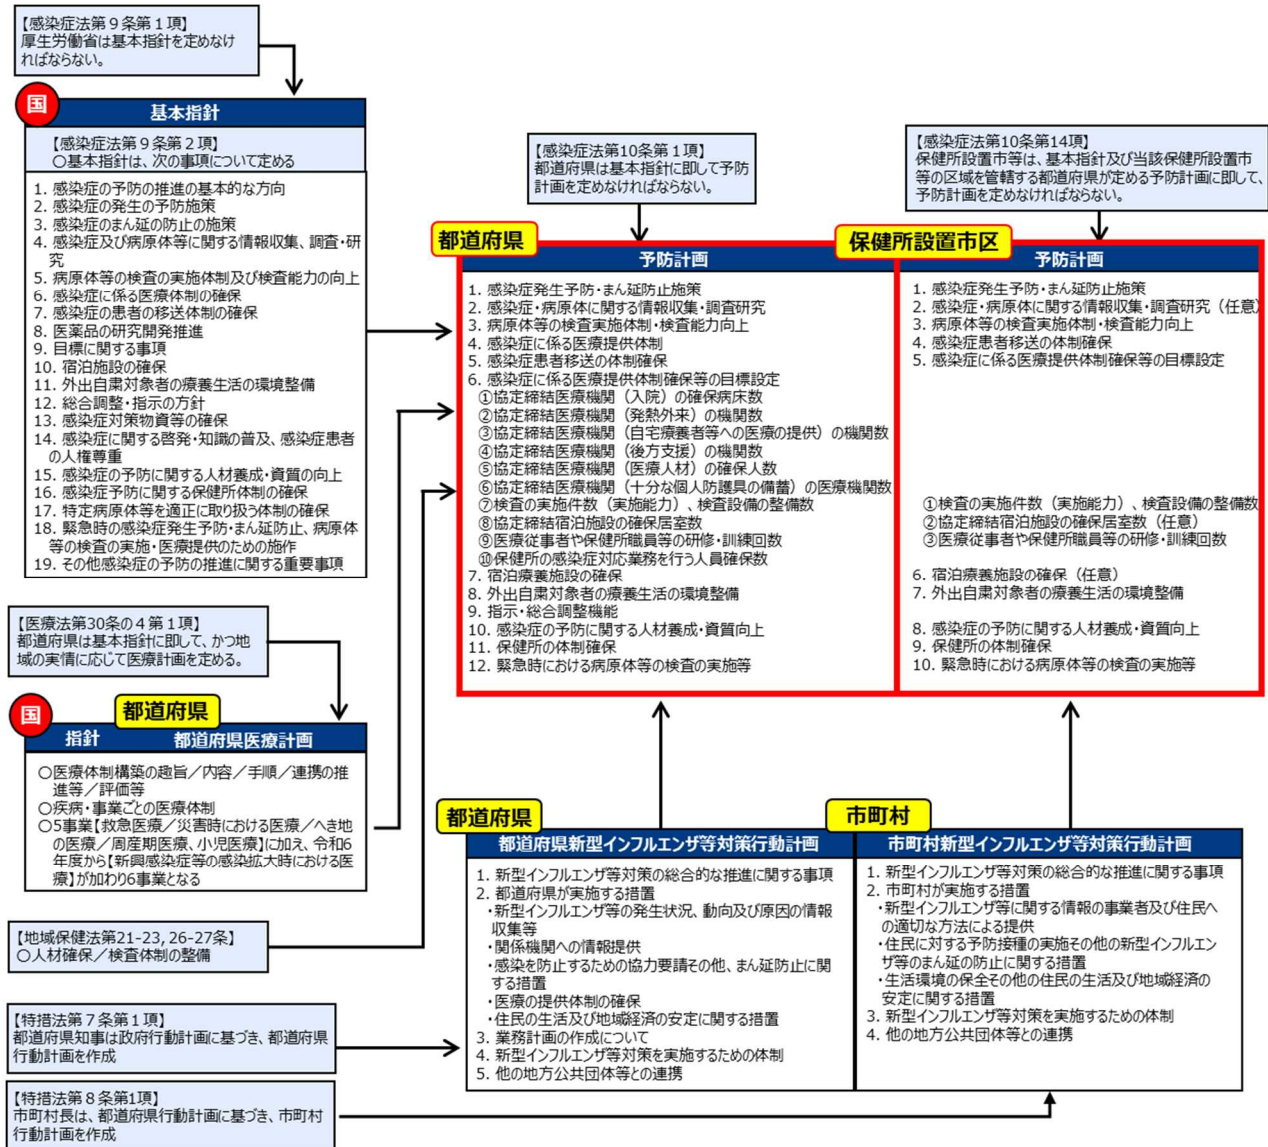 【感染症法第９条第１項】
厚生労働省は基本指針を定めなけ
ればならない。
国
基本指針
【感染症法第９条第２項】
○基本指針は、次の事項について定める
1. 感染症の予防の推進の基本的な方向
2. 感染症の発生の予防施策
3. 感染症のまん延の防止の施策
4. 感染症及び病原体等に関する情報収集、調査・研
究
5. 病原体等の検査の実施体制及び検査能力の向上
6. 感染症に係る医療体制の確保
7. 感染症の患者の移送体制の確保
8. 医薬品の研究開発推進
9. 目標に関する事項
10. 宿泊施設の確保
11. 外出自粛対象者の療養生活の環境整備
12. 総合調整・指示の方針
13. 感染症対策物資等の確保
14. 感染症に関する啓発・知識の普及、感染症患者
の人権尊重
15. 感染症の予防に関する人材養成・資質の向上
16. 感染症予防に関する保健所体制の確保
17. 特定病原体等を適正に取り扱う体制の確保
18. 緊急時の感染症発生予防・まん延防止、病原体
等の検査の実施・医療提供のための施作
19. その他感染症の予防の推進に関する重要事項
【医療法第30条の４第１項】
都道府県は基本指針に即して、かつ地
域の実情に応じて医療計画を定める。
国
都道府県
指針 都道府県医療計画
○医療体制構築の趣旨／内容／手順／連携の推
進等／評価等
○疾病・事業ごとの医療体制
○5事業【救急医療／災害時における医療／へき地
の医療／周産期医療、小児医療】に加え、令和6
年度から【新興感染症等の感染拡大時における医
療】が加わり6事業となる
【地域保健法第21-23, 26-27条】
○人材確保／検査体制の整備
【特措法第７条第１項】
都道府県知事は政府行動計画に基づき、都道府県
行動計画を作成
【特措法第８条第1項】
市町村長は、都道府県行動計画に基づき、市町村
行動計画を作成
【感染症法第10条第１項】
都道府県は基本指針に即して予防
計画を定めなければならない。
都道府県
予防計画
1. 感染症発生予防・まん延防止施策
2. 感染症・病原体に関する情報収集・調査研究
3. 病原体等の検査実施体制・検査能力向上
4. 感染症に係る医療提供体制
5. 感染症患者移送の体制確保
6. 感染症に係る医療提供体制確保等の目標設定
①協定締結医療機関（入院）の確保病床数
②協定締結医療機関（発熱外来）の機関数
③協定締結医療機関（自宅療養者等への医療の提供）の機関数
④協定締結医療機関（後方支援）の機関数
⑤協定締結医療機関（医療人材）の確保人数
⑥協定締結医療機関（十分な個人防護具の備蓄）の医療機関数
⑦検査の実施件数（実施能力）、検査設備の整備数
⑧協定締結宿泊施設の確保居室数
⑨医療従事者や保健所職員等の研修・訓練回数
⑩保健所の感染症対応業務を行う人員確保数
7. 宿泊療養施設の確保
8. 外出自粛対象者の療養生活の環境整備
9. 指示・総合調整機能
10. 感染症の予防に関する人材養成・資質向上
11. 保健所の体制確保
12. 緊急時における病原体等の検査の実施等
【感染症法第10条第14項】
保健所設置市等は、基本指針及び当該保健所設置市
等の区域を管轄する都道府県が定める予防計画に即して、
予防計画を定めなければならない。
保健所設置市区
予防計画
1. 感染症発生予防・まん延防止施策
2. 感染症・病原体に関する情報収集・調査研究（任意）
3. 病原体等の検査実施体制・検査能力向上
4. 感染症患者移送の体制確保
5. 感染症に係る医療提供体制確保等の目標設定
①検査の実施件数（実施能力）、検査設備の整備数
②協定締結宿泊施設の確保居室数（任意）
③医療従事者や保健所職員等の研修・訓練回数
6. 宿泊療養施設の確保（任意）
7. 外出自粛対象者の療養生活の環境整備
8. 感染症の予防に関する人材養成・資質向上
9. 保健所の体制確保
10. 緊急時における病原体等の検査の実施等
都道府県
都道府県新型インフルエンザ等対策行動計画
1. 新型インフルエンザ等対策の総合的な推進に関する事項
2. 都道府県が実施する措置
・新型インフルエンザ等の発生状況、動向及び原因の情報
収集等
・関係機関への情報提供
・感染を防止するための協力要請その他、まん延防止に関
する措置
・医療の提供体制の確保
・住民の生活及び地域経済の安定に関する措置
3. 業務計画の作成について
4. 新型インフルエンザ等対策を実施するための体制
5. 他の地方公共団体等との連携
市町村
市町村新型インフルエンザ等対策行動計画
1. 新型インフルエンザ等対策の総合的な推進に関する事項
2. 市町村が実施する措置
・新型インフルエンザ等に関する情報の事業者及び住民へ
の適切な方法による提供
・住民に対する予防接種の実施その他の新型インフルエン
ザ等のまん延の防止に関する措置
・生活環境の保全その他の住民の生活及び地域経済の
安定に関する措置
3. 新型インフルエンザ等対策を実施するための体制
4. 他の地方公共団体等との連携